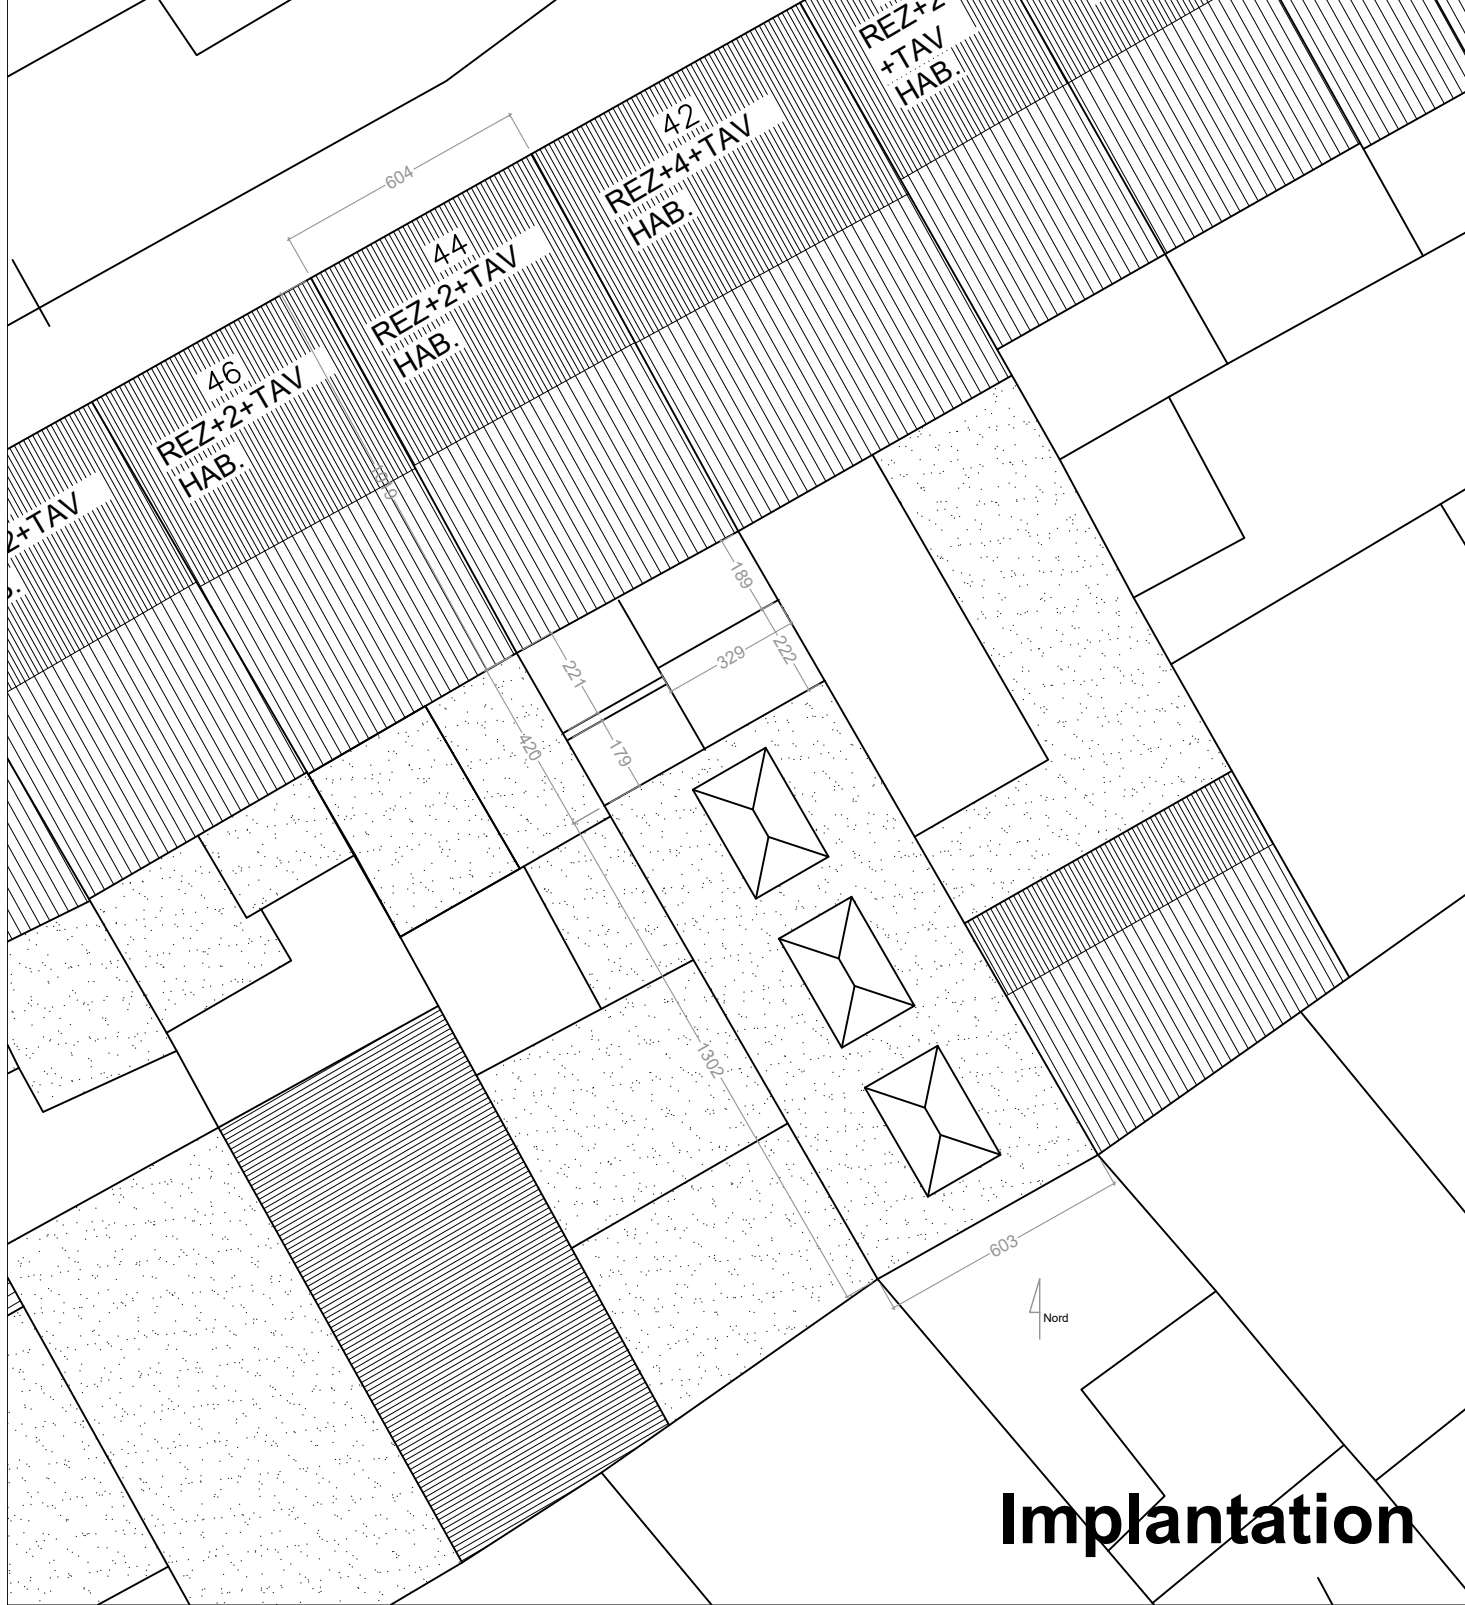 REZ+2
+TAV
HAB.
42
REZ+4+TAV
HAB.
604
44
REZ+2+TAV
HAB.
46
REZ+2+TAV
HAB.
2+TAV
189
222
329
221
179
420
1302
603
Nord
Implantation